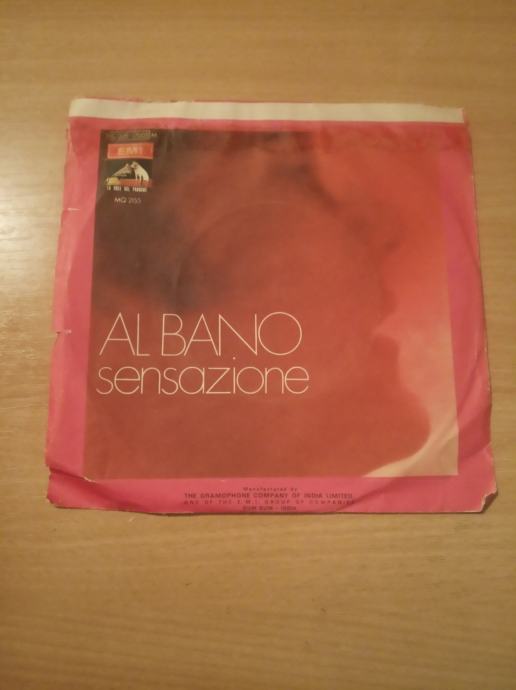 EMI
LA VOCE DEL PADRONE
MQ 2155
AL BANO
sensazione
Manufactured by
THE GRAMOPHONE COMPANY OF INDIA LIMITED
ONE OF THE E.M.I. GROUP OF COMPANIES
DUM DUM - INDIA